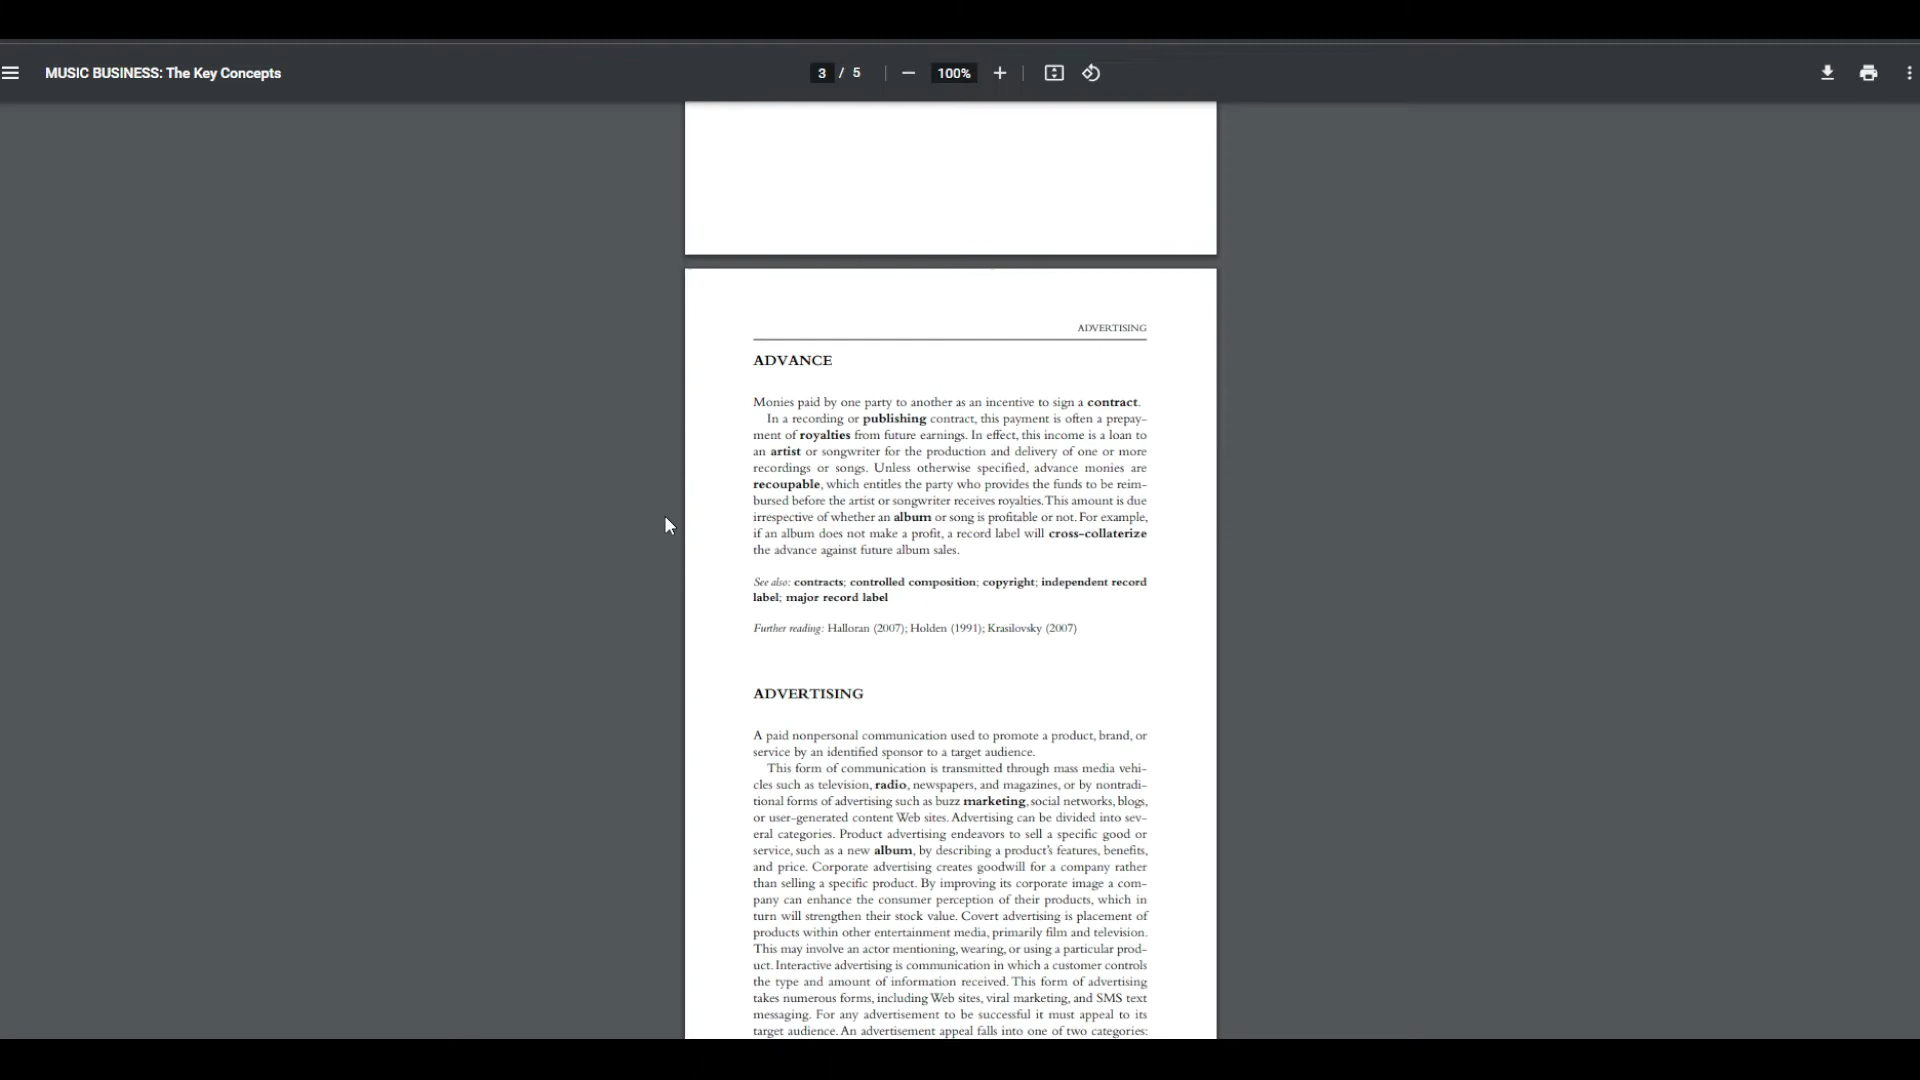 MUSIC BUSINESS: The Key Concepts
3 / 5
100%
ADVERTISING
ADVANCE
Monies paid by one party to another as an incentive to sign a contract.
In a recording or publishing contract, this payment is often a prepay-
ment of royalties from future earnings. In effect, this income is a loan to
an artist or songwriter for the production and delivery of one or more
recordings or songs. Unless otherwise specified, advance monies are
recoupable, which entitles the party who provides the funds to be reim-
bursed before the artist or songwriter receives royalties. This amount is due
irrespective of whether an album or song is profitable or not. For example,
if an album does not make a profit, a record label will cross-collaterize
the advance against future album sales.
See also: contracts; controlled composition; copyright; independent record
label; major record label
Further reading: Halloran (2007); Holden (1991); Krasilovsky (2007)
ADVERTISING
A paid nonpersonal communication used to promote a product, brand, or
service by an identified sponsor to a target audience.
This form of communication is transmitted through mass media vehi-
cles such as television, radio, newspapers, and magazines, or by nontradi-
tional forms of advertising such as buzz marketing, social networks, blogs,
or user-generated content Web sites. Advertising can be divided into sev-
eral categories. Product advertising endeavors to sell a specific good or
service, such as a new album, by describing a product's features, benefits,
and price. Corporate advertising creates goodwill for a company rather
than selling a specific product. By improving its corporate image a com-
pany can enhance the consumer perception of their products, which in
turn will strengthen their stock value. Covert advertising is placement of
products within other entertainment media, primarily film and television.
This may involve an actor mentioning, wearing, or using a particular prod-
uct. Interactive advertising is communication in which a customer controls
the type and amount of information received. This form of advertising
takes numerous forms, including Web sites, viral marketing, and SMS text
messaging. For any advertisement to be successful it must appeal to its
target audience. An advertisement appeal falls into one of two categories: